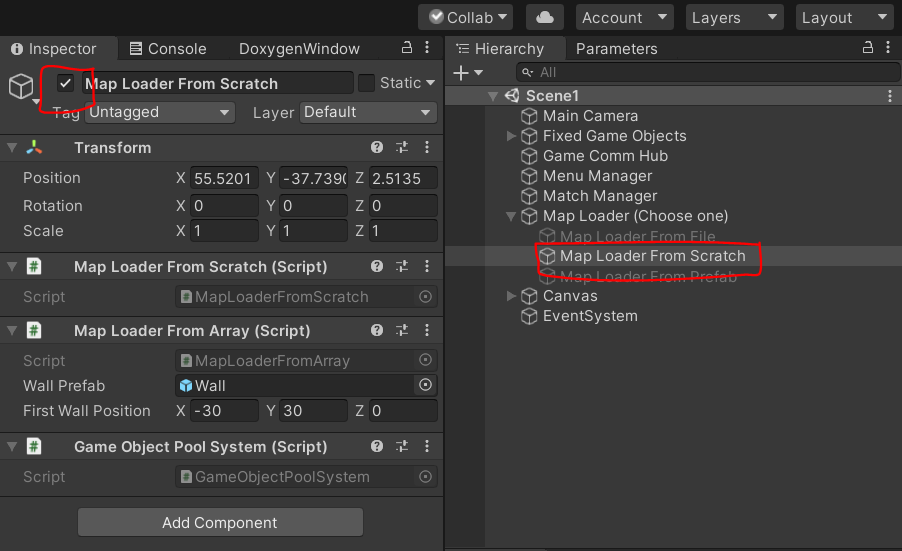 Collab Account Layers Layout
Inspector Console DoxygenWindow
Map Loader From Scratch Static
Tag Untagged Layer Default
Transform
Position X 55.5201 Y -37.7390 Z 2.5135
Rotation X 0 Y 0 Z 0
Scale X 1 Y 1 Z 1
# Map Loader From Scratch (Script)
Script MapLoaderFromScratch
# Map Loader From Array (Script)
Script MapLoaderFromArray
Wall Prefab Wall
First Wall Position X -30 Y 30 Z 0
# Game Object Pool System (Script)
Script GameObjectPoolSystem
Add Component
Hierarchy Parameters
All
Scene1
Main Camera
Fixed Game Objects
Game Comm Hub
Menu Manager
Match Manager
Map Loader (Choose one)
Map Loader From File
Map Loader From Scratch
Map Loader From Prefab
Canvas
EventSystem